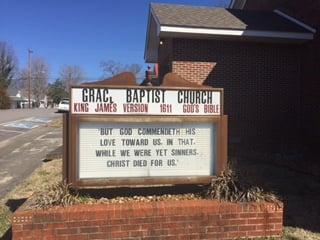 GRAC, BAPTIST CHURCH
KING JAMES VERSION 1611 GOD'S BIBLE
'BUT GOD COMMENDETH HIS
LOVE TOWARD US, IN THAT,
WHILE WE WERE YET SINNERS,
CHRIST DIED FOR US.'